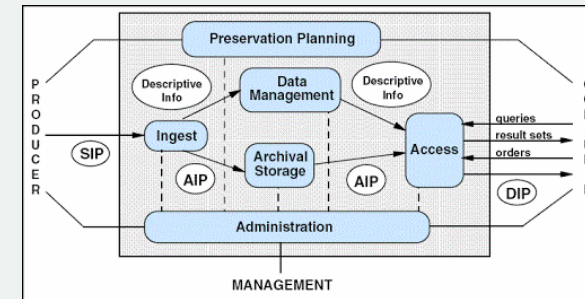 Preservation Planning
PRODUCER
Descriptive
Info
Data
Management
Descriptive
Info
Ingest
SIP
AIP
Archival
Storage
AIP
Access
queries
result sets
orders
DIP
Administration
MANAGEMENT